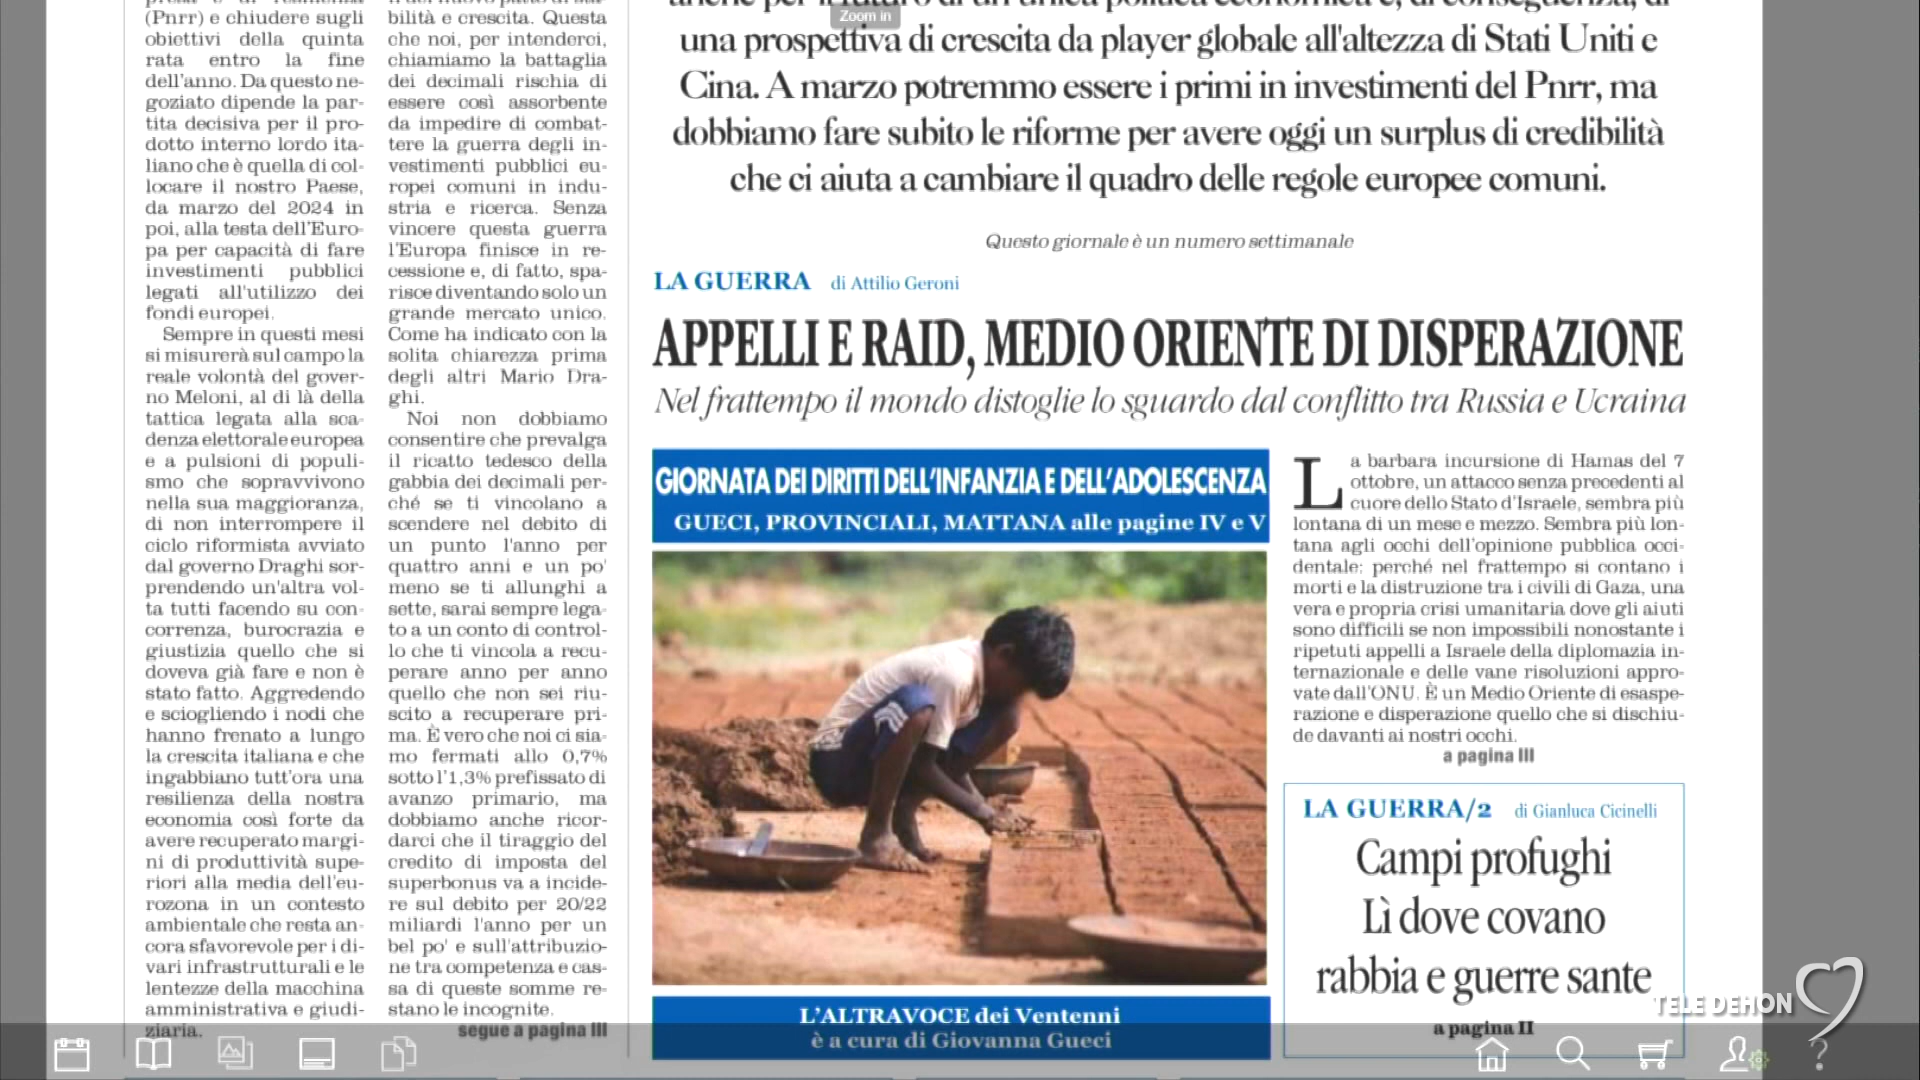 (Pnrr) e chiudere sugli
obiettivi della quinta
rata entro la fine
dell'anno. Da questo ne-
goziato dipende la par-
tita decisiva per il pro-
dotto interno lordo ita-
liano che è quella di col-
locare il nostro Paese,
da marzo del 2024 in
poi, alla testa dell'Euro-
pa per capacità di fare
investimenti pubblici
legati all'utilizzo dei
fondi europei.
Sempre in questi mesi
si misurerà sul campo la
reale volontà del gover-
no Meloni, al di là della
tattica legata alla sca-
denza elettorale europea
e a pulsioni di populi-
smo che sopravvivono
nella sua maggioranza,
di non interrompere il
ciclo riformista avviato
dal governo Draghi sor-
prendendo un'altra vol-
ta tutti facendo su con-
correnza, burocrazia e
giustizia quello che si
doveva già fare e non è
stato fatto. Aggredendo
e sciogliendo i nodi che
hanno frenato a lungo
la crescita italiana e che
ingabbiano tutt'ora una
resilienza della nostra
economia così forte da
avere recuperato margi-
ni di produttività supe-
riori alla media dell'eu-
rozona in un contesto
ambientale che resta an-
cora sfavorevole per i di-
vari infrastrutturali e le
lentezze della macchina
amministrativa e giudi-
ziaria.
bilità e crescita. Questa
che noi, per intenderci,
chiamiamo la battaglia
dei decimali rischia di
essere così assorbente
da impedire di combat-
tere la guerra degli in-
vestimenti pubblici eu-
ropei comuni in indu-
stria e ricerca. Senza
vincere questa guerra
l'Europa finisce in re-
cessione e, di fatto, spa-
risce diventando solo un
grande mercato unico.
Come ha indicato con la
solita chiarezza prima
degli altri Mario Dra-
ghi.
Noi non dobbiamo
consentire che prevalga
il ricatto tedesco della
gabbia dei decimali per-
ché se ti vincolano a
scendere nel debito di
un punto l'anno per
quattro anni e un po'
meno se ti allunghi a
sette, sarai sempre lega-
to a un conto di control-
lo che ti vincola a recu-
perare anno per anno
quello che non sei riu-
scito a recuperare pri-
ma. È vero che noi ci sia-
mo fermati allo 0,7%
sotto l'1,3% prefissato di
avanzo primario, ma
dobbiamo anche ricor-
darci che il tiraggio del
credito di imposta del
superbonus va a incide-
re sul debito per 20/22
miliardi l'anno per un
bel po' e sull'attribuzio-
ne tra competenza e cas-
sa di queste somme re-
stano le incognite.
segue a pagina III
Zoom in
anche per il futuro di un'unica politica economica e, di conseguenza, di
una prospettiva di crescita da player globale all'altezza di Stati Uniti e
Cina. A marzo potremmo essere i primi in investimenti del Pnrr, ma
dobbiamo fare subito le riforme per avere oggi un surplus di credibilità
che ci aiuta a cambiare il quadro delle regole europee comuni.
Questo giornale è un numero settimanale
LA GUERRA di Attilio Geroni
APPELLI E RAID, MEDIO ORIENTE DI DISPERAZIONE
Nel frattempo il mondo distoglie lo sguardo dal conflitto tra Russia e Ucraina
GIORNATA DEI DIRITTI DELL'INFANZIA E DELL'ADOLESCENZA
GUECI, PROVINCIALI, MATTANA alle pagine IV e V
L'ALTRAVOCE dei Ventenni
è a cura di Giovanna Gueci
La barbara incursione di Hamas del 7
ottobre, un attacco senza precedenti al
cuore dello Stato d'Israele, sembra più
lontana di un mese e mezzo. Sembra più lon-
tana agli occhi dell'opinione pubblica occi-
dentale; perché nel frattempo si contano i
morti e la distruzione tra i civili di Gaza, una
vera e propria crisi umanitaria dove gli aiuti
sono difficili se non impossibili nonostante i
ripetuti appelli a Israele della diplomazia in-
ternazionale e delle vane risoluzioni appro-
vate dall'ONU. È un Medio Oriente di esaspe-
razione e disperazione quello che si dischiu-
de davanti ai nostri occhi.
a pagina III
LA GUERRA/2 di Gianluca Cicinelli
Campi profughi
Lì dove covano
rabbia e guerre sante
a pagina II
TELE DEHON
?